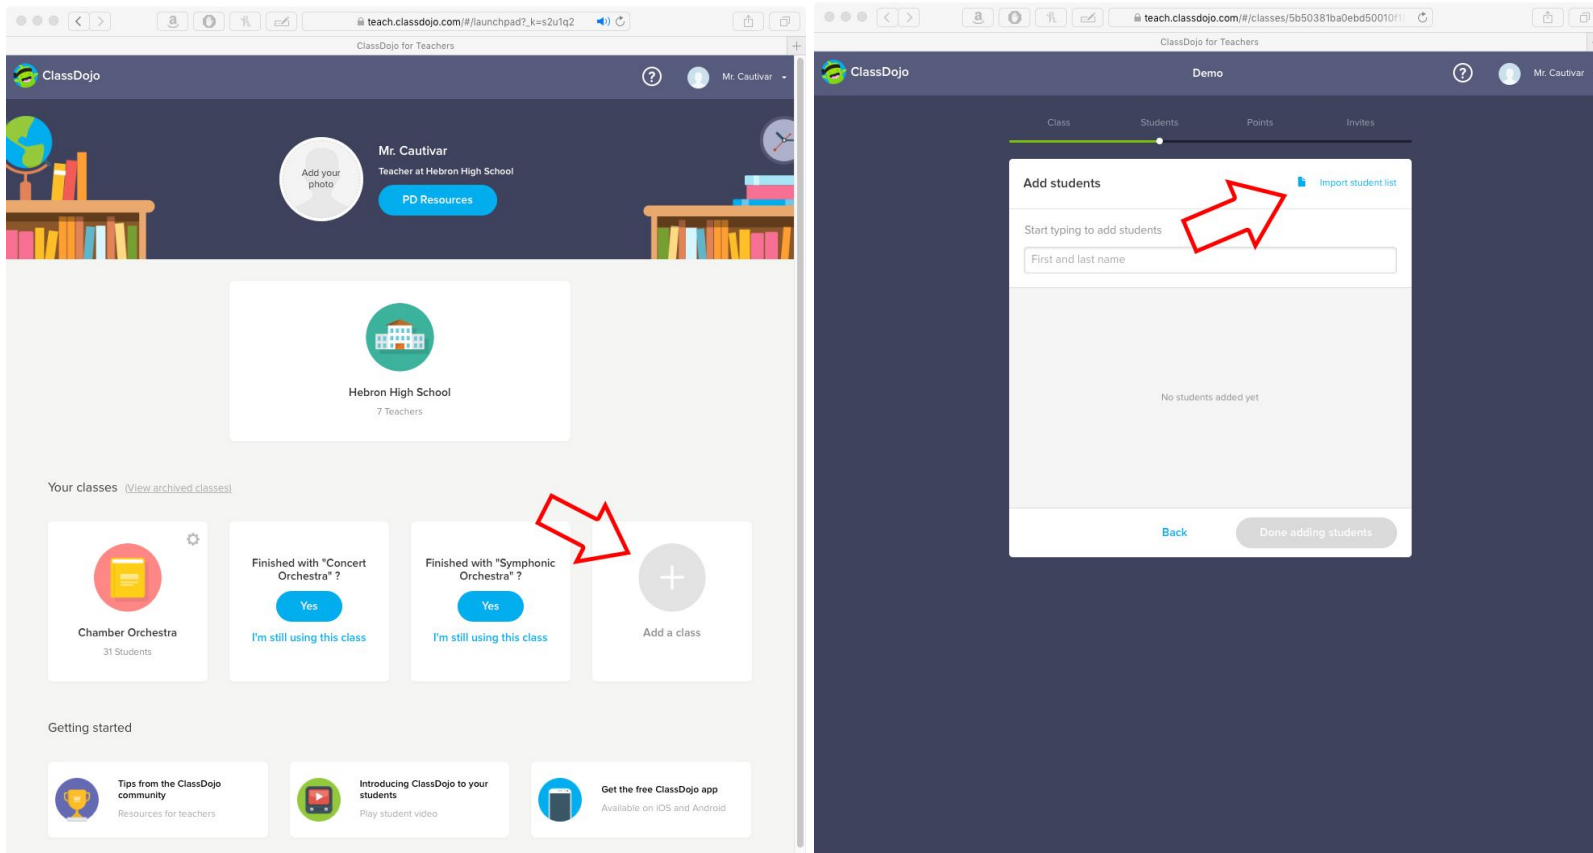 teach.classdojo.com/#/launchpad?_k=s2u1q2
ClassDojo for Teachers
ClassDojo
Mr. Cautivar
Add your
photo
Mr. Cautivar
Teacher at Hebron High School
PD Resources
Hebron High School
7 Teachers
Your classes (View archived classes)
Chamber Orchestra
31 Students
Finished with "Concert
Orchestra" ?
Yes
I'm still using this class
Finished with "Symphonic
Orchestra" ?
Yes
I'm still using this class
Add a class
Getting started
Tips from the ClassDojo
community
Resources for teachers
Introducing ClassDojo to your
students
Play student video
Get the free ClassDojo app
Available on iOS and Android
teach.classdojo.com/#/classes/5b50381ba0ebd50010f1
ClassDojo for Teachers
ClassDojo
Demo
Mr. Cautivar
Class Students Points Invites
Add students
Import student list
Start typing to add students
First and last name
No students added yet
Back
Done adding students